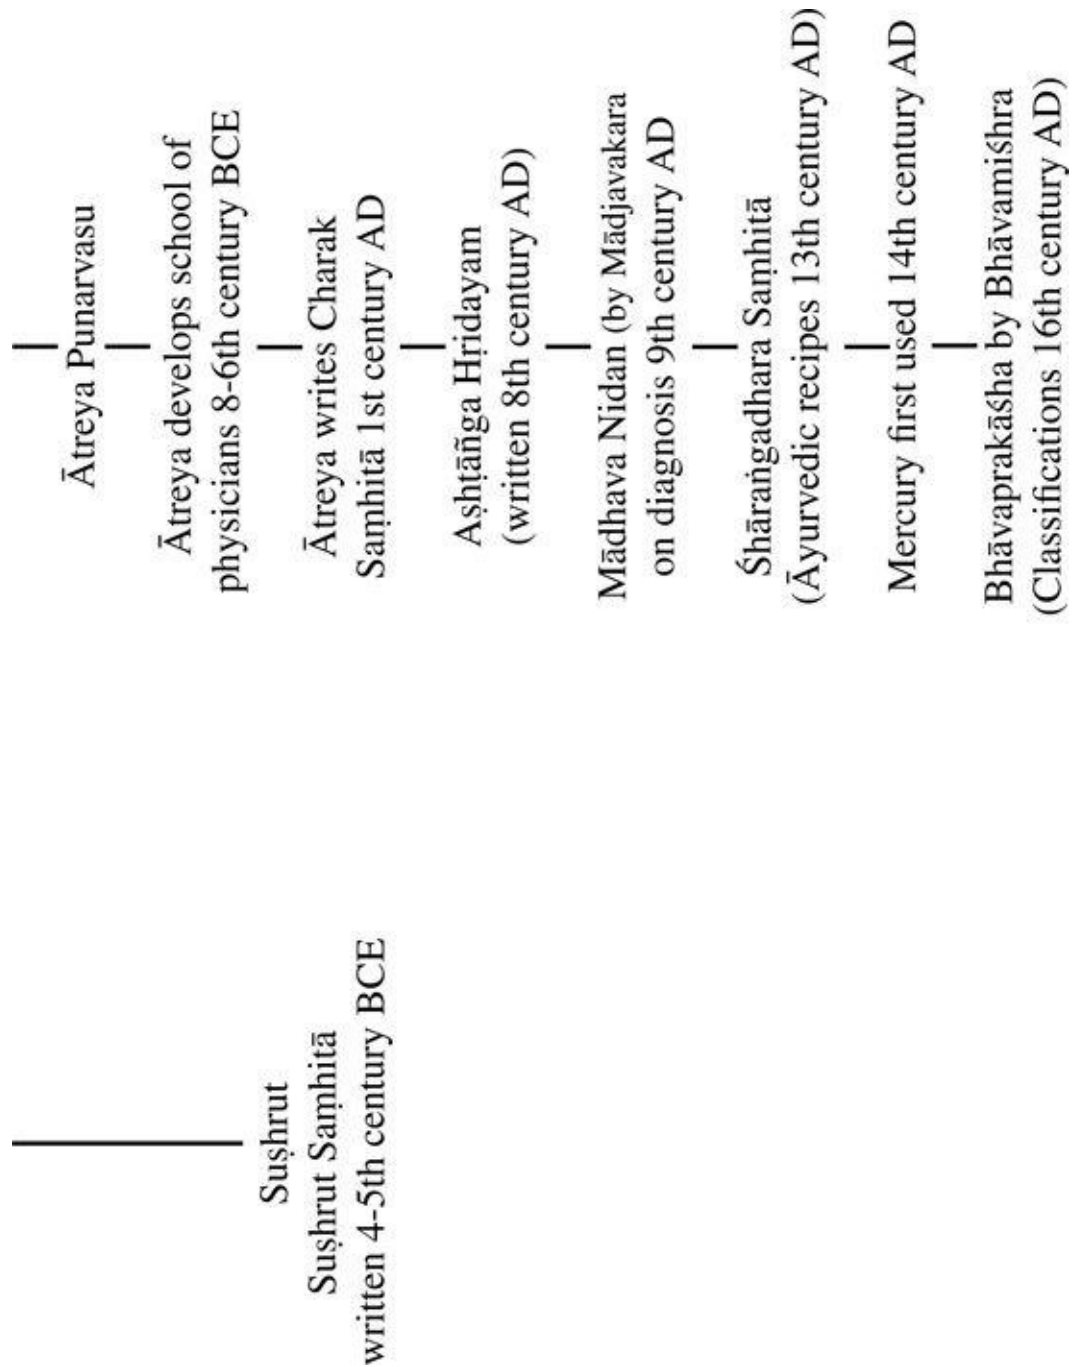 Suṣhrut
Suṣhrut Saṃhitā
written 4-5th century BCE
Ātreya Punarvasu
Ātreya develops school of
physicians 8-6th century BCE
Ātreya writes Charak
Saṃhitā 1st century AD
Aṣhṭāñga Hṛidayam
(written 8th century AD)
Mādhava Nidan (by Mādjavakara
on diagnosis 9th century AD
Śhāraṅgadhara Saṃhitā
(Āyurvedic recipes 13th century AD)
Mercury first used 14th century AD
Bhāvaprakāśha by Bhāvamiśhra
(Classifications 16th century AD)